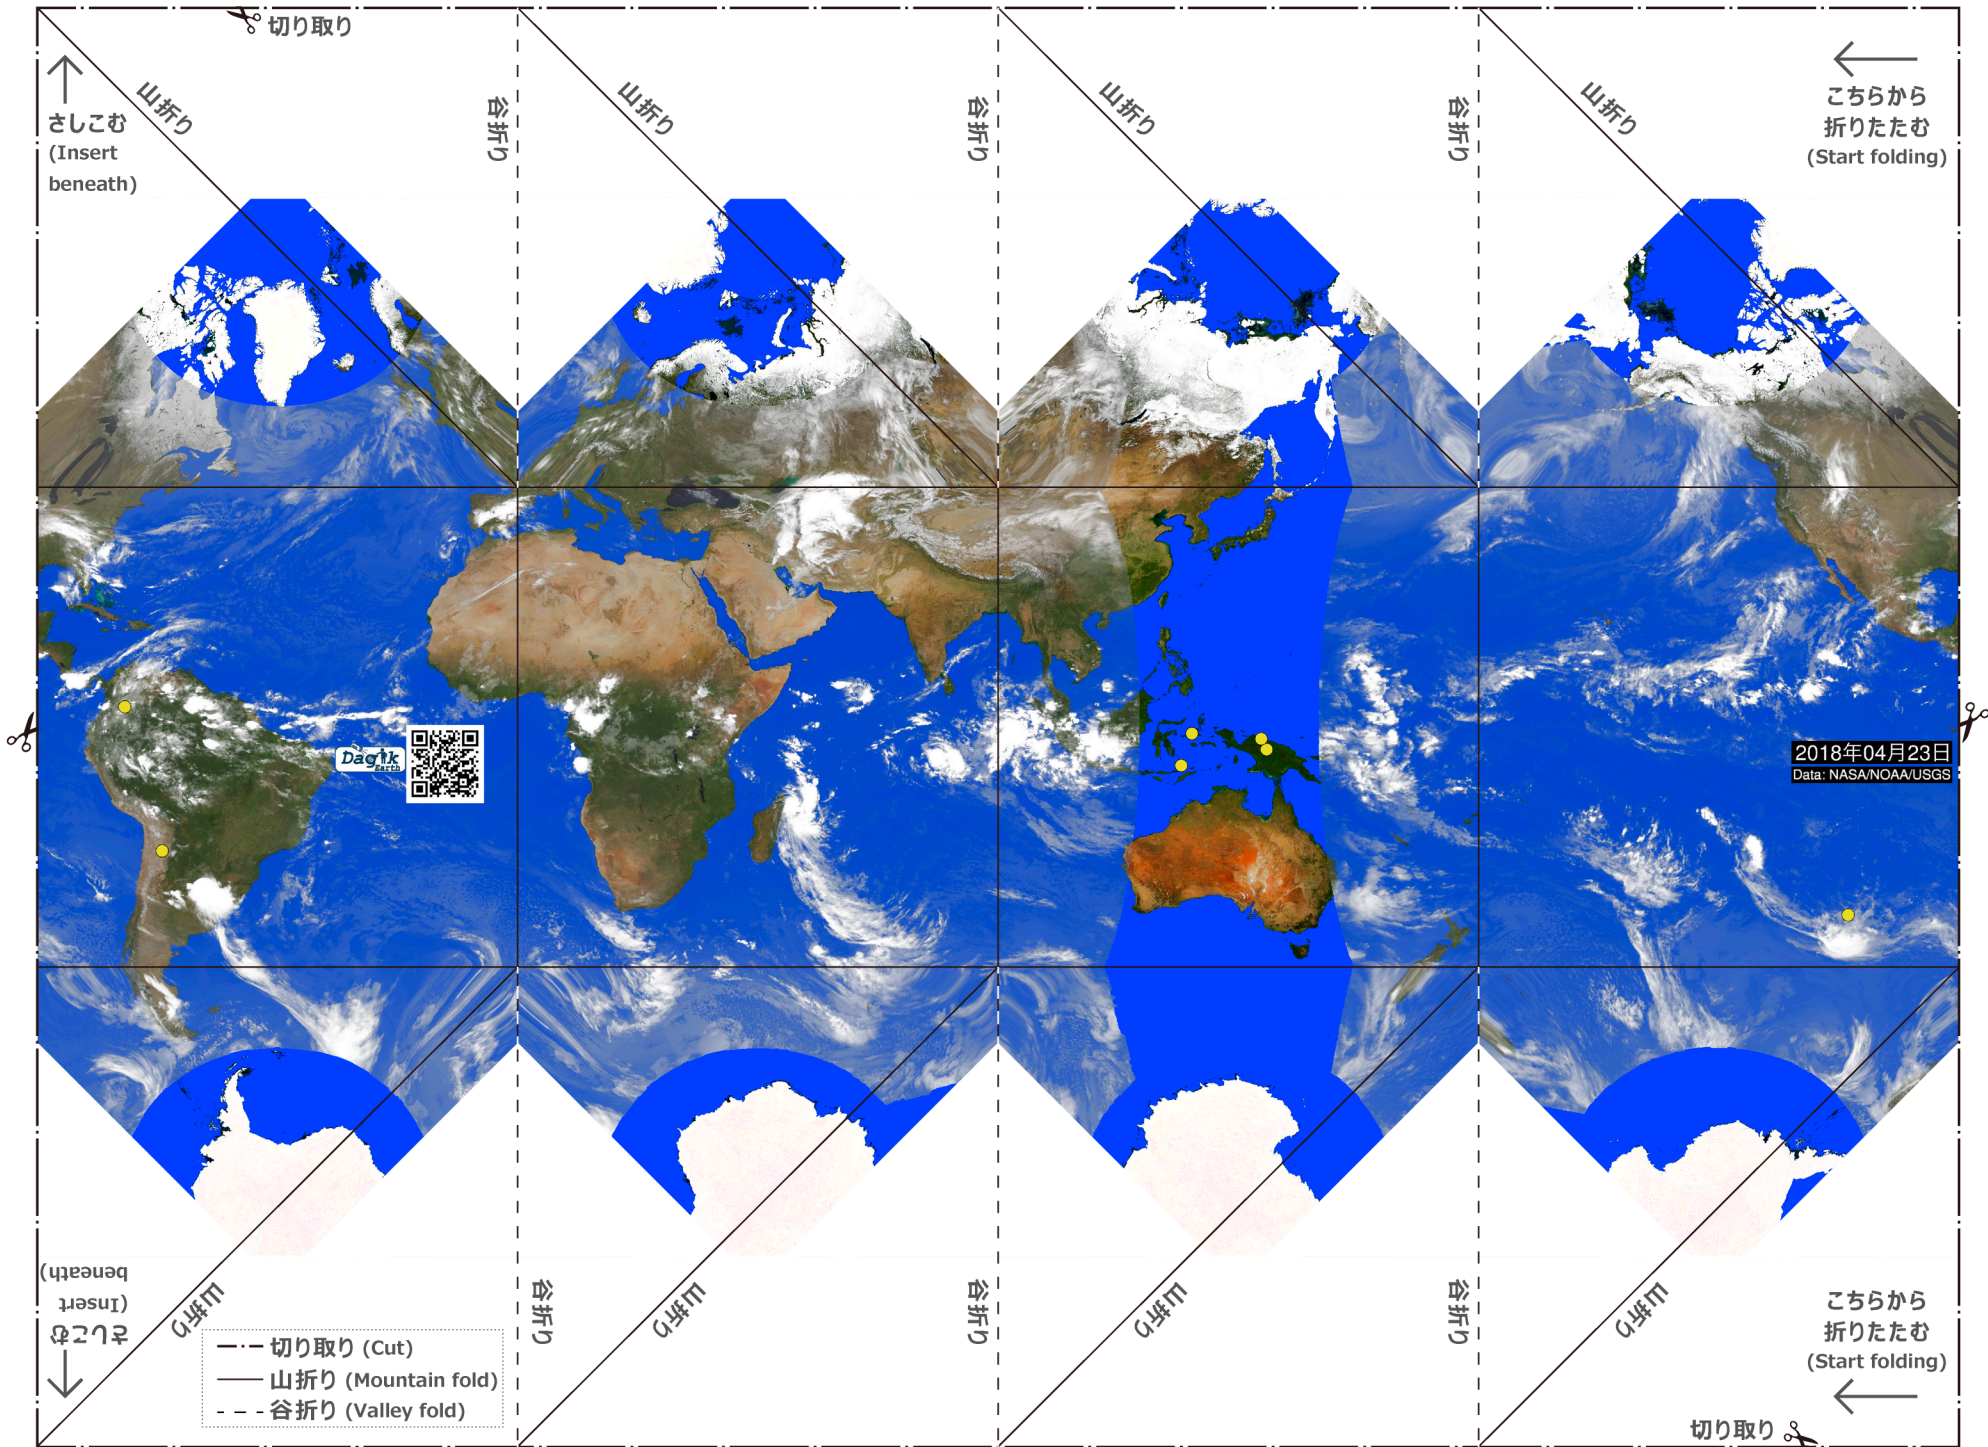 切り取り
さしこむ
(Insert
beneath)
山折り
谷折り
山折り
谷折り
山折り
谷折り
山折り
こちらから
折りたたむ
(Start folding)
Dagik
Earth
2018年04月23日
Data: NASA/NOAA/USGS
さしこむ
(Insert
beneath)
山折り
谷折り
山折り
谷折り
山折り
谷折り
山折り
こちらから
折りたたむ
(Start folding)
切り取り (Cut)
山折り (Mountain fold)
谷折り (Valley fold)
切り取り